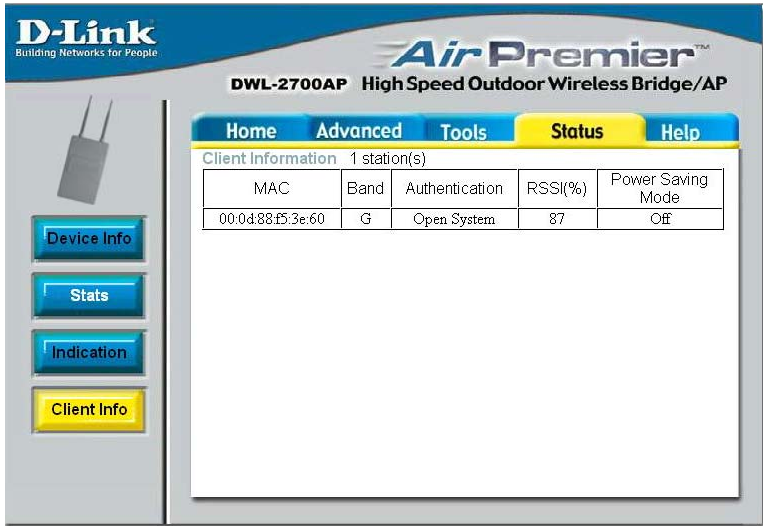 D-Link
Building Networks for People
AirPremier™
DWL-2700AP High Speed Outdoor Wireless Bridge/AP
Home Advanced Tools Status Help
Client Information 1 station(s)
MAC Band Authentication RSSI(%) Power Saving Mode
00:0d:88:f5:3e:60 G Open System 87 Off
Device Info
Stats
Indication
Client Info